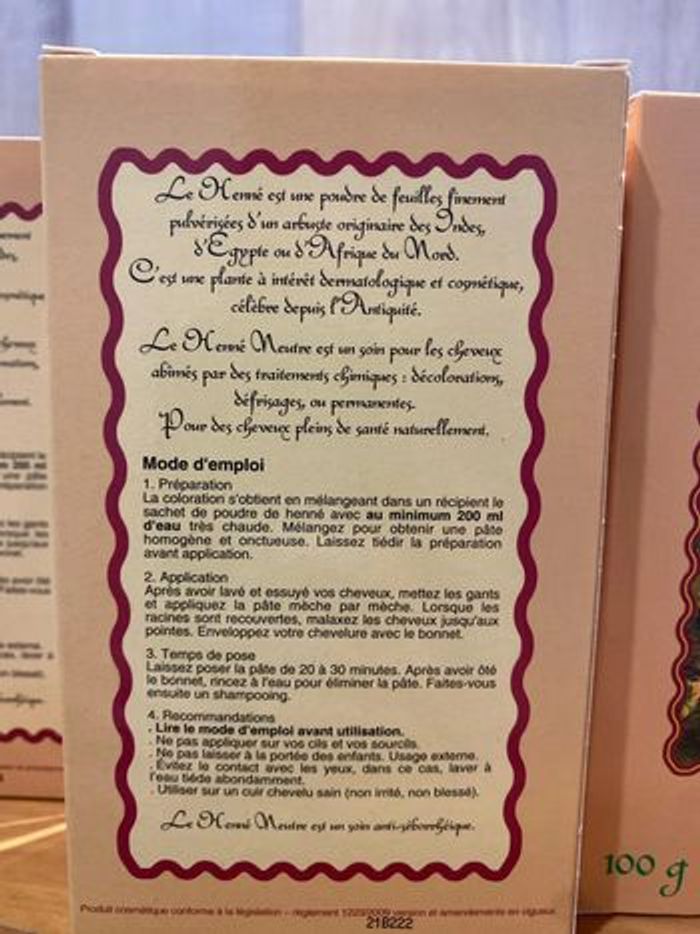 Le Henné est une poudre de feuilles finement
pulvérisées d'un arbuste originaire des Indes,
d'Egypte ou d'Afrique du Nord.
C'est une plante à intérêt dermatologique et cosmétique,
célèbre depuis l'Antiquité.
Le Henné Neutre est un soin pour les cheveux
abimés par des traitements chimiques : décolorations,
défrisages, ou permanentes.
Pour des cheveux pleins de santé naturellement.
Mode d'emploi
1. Préparation
La coloration s'obtient en mélangeant dans un récipient le
sachet de poudre de henné avec au minimum 200 ml
d'eau très chaude. Mélangez pour obtenir une pâte
homogène et onctueuse. Laissez tiédir la préparation
avant application.
2. Application
Après avoir lavé et essuyé vos cheveux, mettez les gants
et appliquez la pâte mèche par mèche. Lorsque les
racines sont recouvertes, malaxez les cheveux jusqu'aux
pointes. Enveloppez votre chevelure avec le bonnet.
3. Temps de pose
Laissez poser la pâte de 20 à 30 minutes. Après avoir ôté
le bonnet, rincez à l'eau pour éliminer la pâte. Faites-vous
ensuite un shampooing.
4. Recommandations
. Lire le mode d'emploi avant utilisation.
. Ne pas appliquer sur vos cils et vos sourcils.
. Ne pas laisser à la portée des enfants. Usage externe.
. Évitez le contact avec les yeux, dans ce cas, laver à
l'eau tiède abondamment.
. Utiliser sur un cuir chevelu sain (non irrité, non blessé).
Le Henné Neutre est un soin anti-séborrhéique.
Produit cosmétique conforme à la législation – règlement 1223/2009 version et amendements en vigueur
218222
100 g